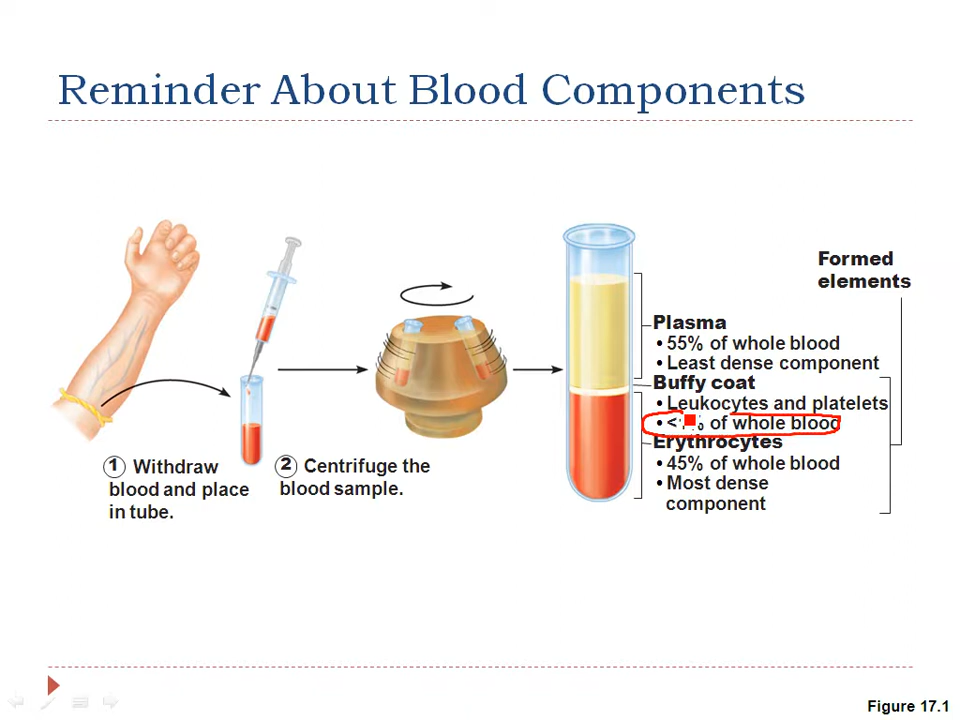 Reminder About Blood Components
Formed
elements
Plasma
• 55% of whole blood
• Least dense component
Buffy coat
• Leukocytes and platelets
% of whole blood
Erythrocytes
• 45% of whole blood
• Most dense
component
1 Withdraw
blood and place
in tube.
2 Centrifuge the
blood sample.
Figure 17.1